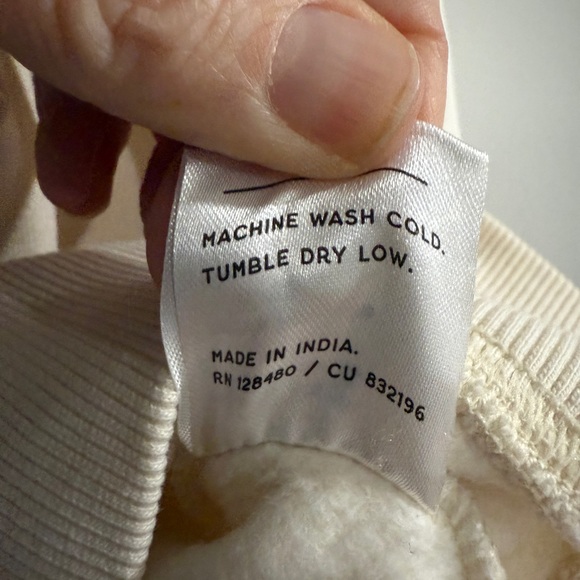 MACHINE WASH COLD.
TUMBLE DRY LOW.
MADE IN INDIA.
RN 128480 / CU 832196